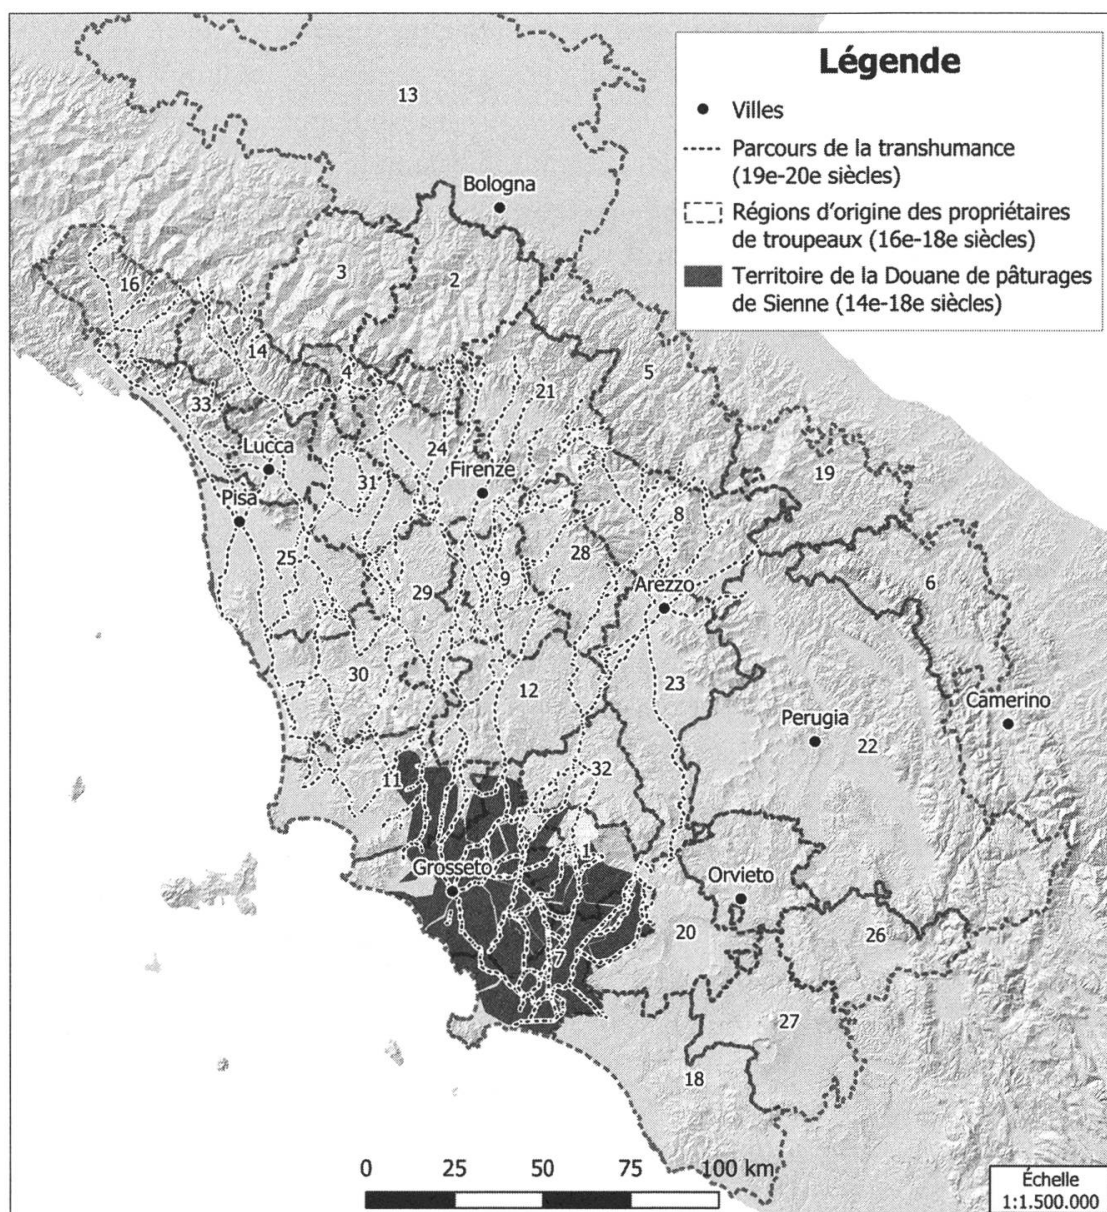 Légende
Villes
Parcours de la transhumance
(19e-20e siècles)
Régions d'origine des propriétaires
de troupeaux (16e-18e siècles)
Territoire de la Douane de pâturages
de Sienne (14e-18e siècles)
13
Bologna
3
2
16
14
4
5
21
33
24
19
Lucca
Firenze
31
Pisa
8
25
28
6
9
29
Arezzo
30
12
23
Camerino
Perugia
22
11
32
1
Grosseto
Orvieto
20
26
7
27
18
0 25 50 75 100 km
Échelle
1:1.500.000